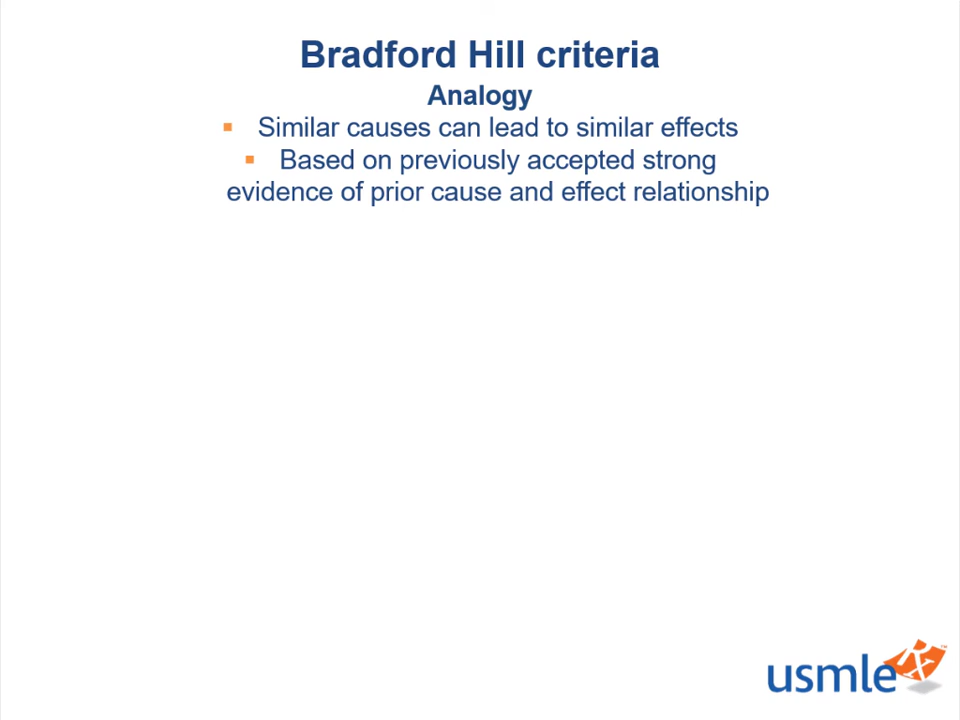 Bradford Hill criteria
Analogy
▪ Similar causes can lead to similar effects
▪ Based on previously accepted strong
evidence of prior cause and effect relationship
usmle Rx™